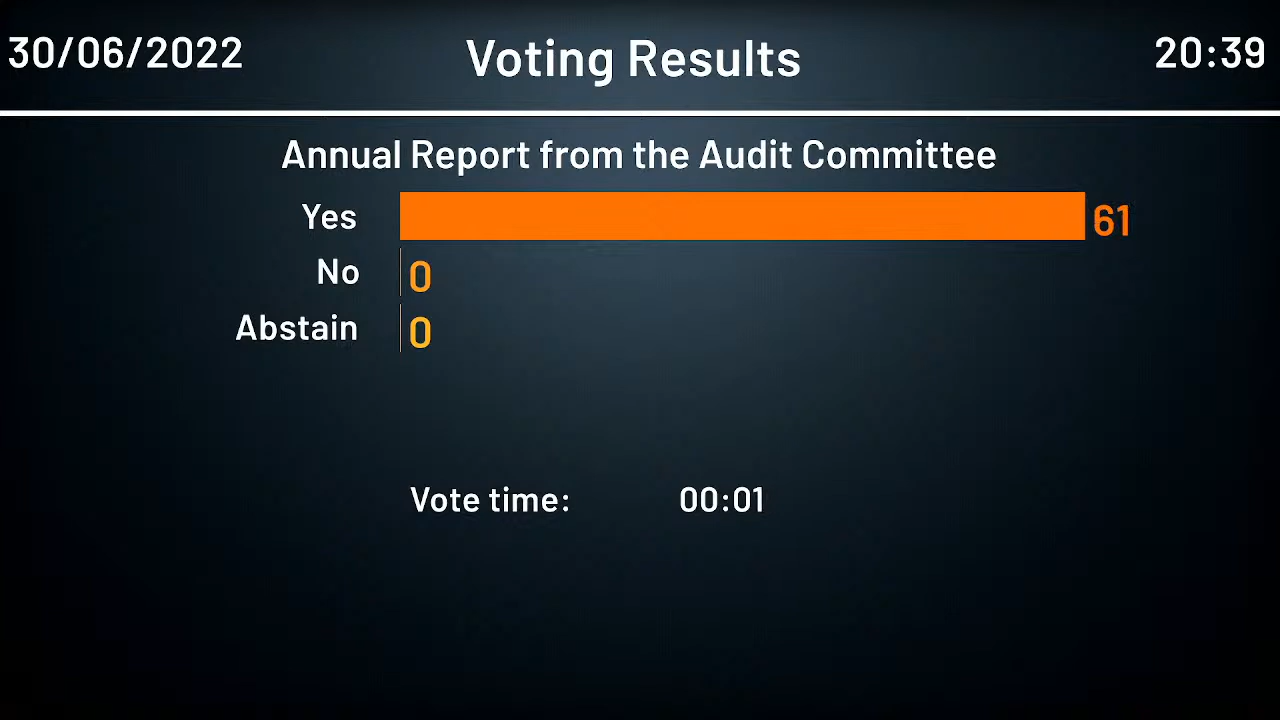 30/06/2022 Voting Results 20:39
Annual Report from the Audit Committee
Yes 61
No 0
Abstain 0
Vote time: 00:01